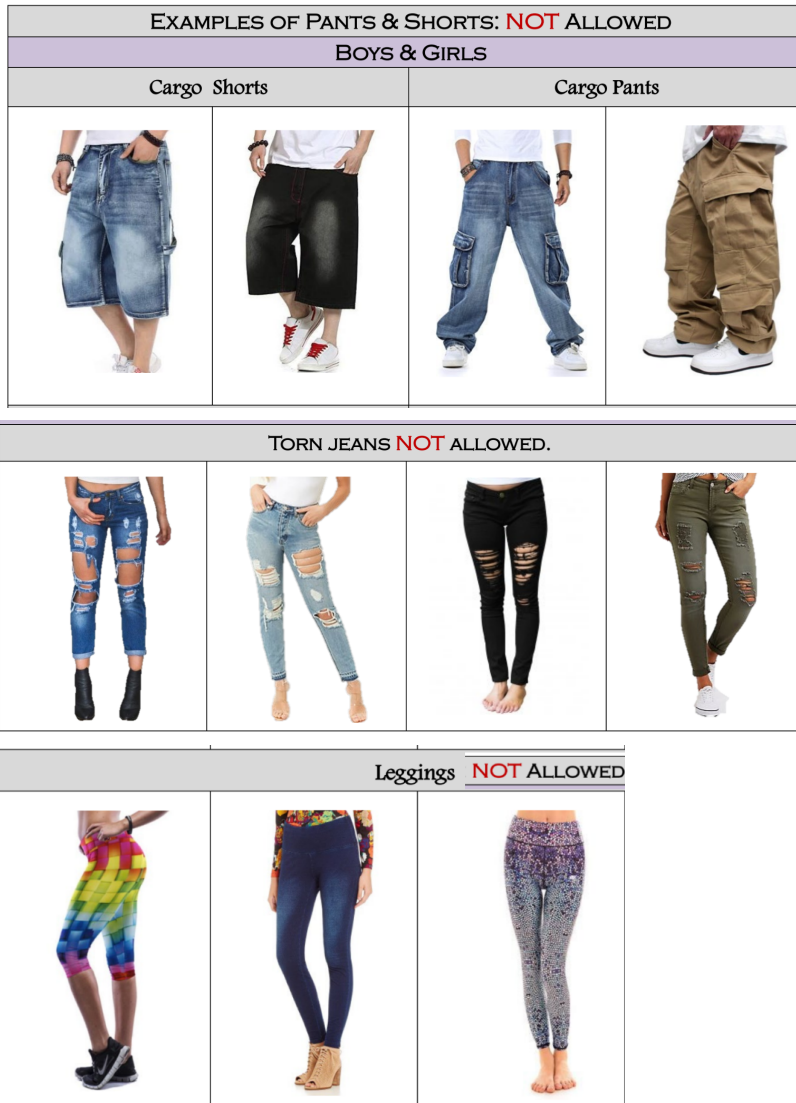 EXAMPLES OF PANTS & SHORTS: NOT ALLOWED
BOYS & GIRLS
Cargo Shorts
Cargo Pants
TORN JEANS NOT ALLOWED.
Leggings NOT ALLOWED